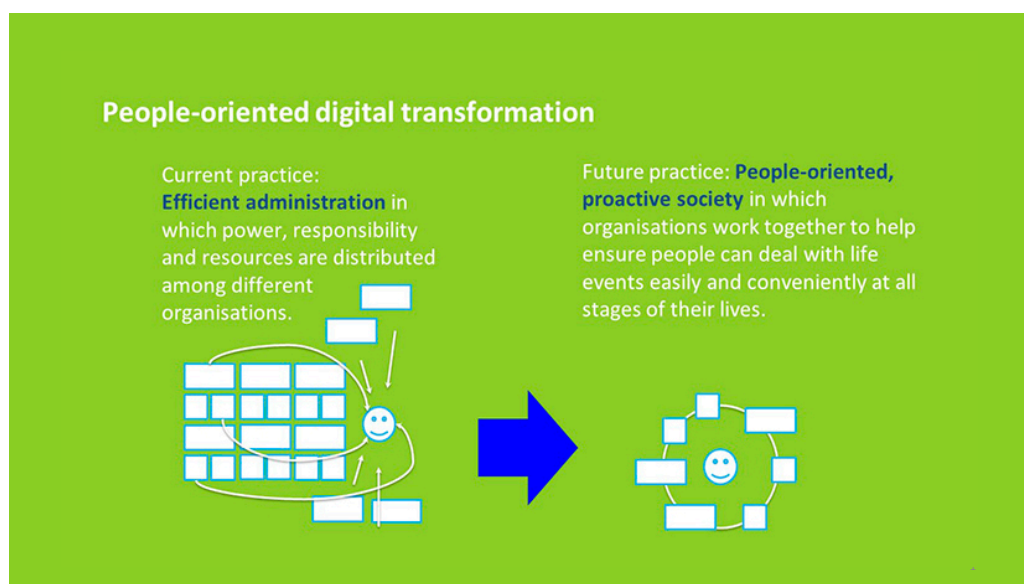 People-oriented digital transformation
Current practice:
Efficient administration in
which power, responsibility
and resources are distributed
among different
organisations.
Future practice: People-oriented,
proactive society in which
organisations work together to help
ensure people can deal with life
events easily and conveniently at all
stages of their lives.